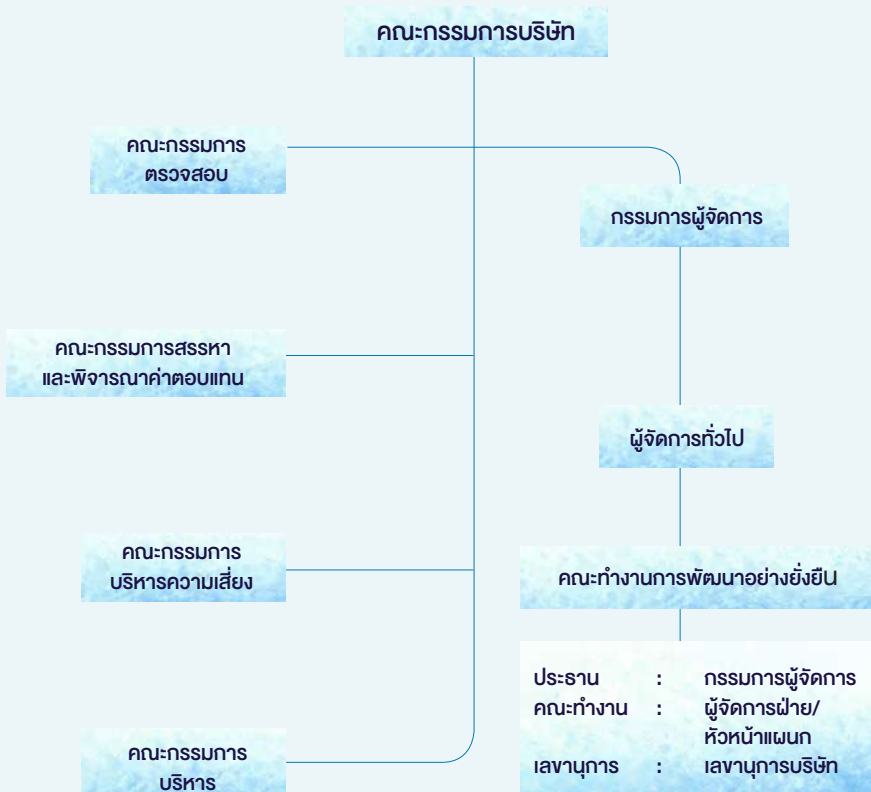 คณะกรรมการบริษัท
คณะกรรมการ
ตรวจสอบ
กรรมการผู้จัดการ
คณะกรรมการสรรหา
และพิจารณาค่าตอบแทน
ผู้จัดการทั่วไป
คณะกรรมการ
บริหารความเสี่ยง
คณะทำงานการพัฒนาอย่างยั่งยืน
ประธาน : กรรมการผู้จัดการ
คณะทำงาน : ผู้จัดการฝ่าย/
หัวหน้าแผนก
เลขานุการ : เลขานุการบริษัท
คณะกรรมการ
บริหาร